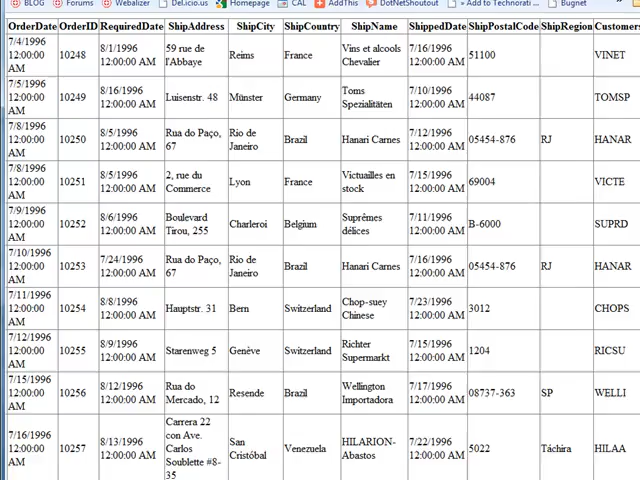 BLOG Forums Webalizer Del.icio.us Homepage CAL AddThis DotNetShoutout » Add to Technorati ... Bugnet
OrderDate OrderID RequiredDate ShipAddress ShipCity ShipCountry ShipName ShippedDate ShipPostalCode ShipRegion Customers
7/4/1996 12:00:00 AM 10248 8/1/1996 12:00:00 AM 59 rue de l'Abbaye Reims France Vins et alcools Chevalier 7/16/1996 12:00:00 AM 51100 VINET
7/5/1996 12:00:00 AM 10249 8/16/1996 12:00:00 AM Luisenstr. 48 Münster Germany Toms Spezialitäten 7/10/1996 12:00:00 AM 44087 TOMSP
7/8/1996 12:00:00 AM 10250 8/5/1996 12:00:00 AM Rua do Paço, 67 Rio de Janeiro Brazil Hanari Carnes 7/12/1996 12:00:00 AM 05454-876 RJ HANAR
7/8/1996 12:00:00 AM 10251 8/5/1996 12:00:00 AM 2, rue du Commerce Lyon France Victuailles en stock 7/15/1996 12:00:00 AM 69004 VICTE
7/9/1996 12:00:00 AM 10252 8/6/1996 12:00:00 AM Boulevard Tirou, 255 Charleroi Belgium Suprêmes délices 7/11/1996 12:00:00 AM B-6000 SUPRD
7/10/1996 12:00:00 AM 10253 7/24/1996 12:00:00 AM Rua do Paço, 67 Rio de Janeiro Brazil Hanari Carnes 7/16/1996 12:00:00 AM 05454-876 RJ HANAR
7/11/1996 12:00:00 AM 10254 8/8/1996 12:00:00 AM Hauptstr. 31 Bern Switzerland Chop-suey Chinese 7/23/1996 12:00:00 AM 3012 CHOPS
7/12/1996 12:00:00 AM 10255 8/9/1996 12:00:00 AM Starenweg 5 Genève Switzerland Richter Supermarkt 7/15/1996 12:00:00 AM 1204 RICSU
7/15/1996 12:00:00 AM 10256 8/12/1996 12:00:00 AM Rua do Mercado, 12 Resende Brazil Wellington Importadora 7/17/1996 12:00:00 AM 08737-363 SP WELLI
7/16/1996 12:00:00 AM 10257 8/13/1996 12:00:00 AM Carrera 22 con Ave. Carlos Soublette #8-35 San Cristóbal Venezuela HILARION-Abastos 7/22/1996 12:00:00 AM 5022 Táchira HILAA